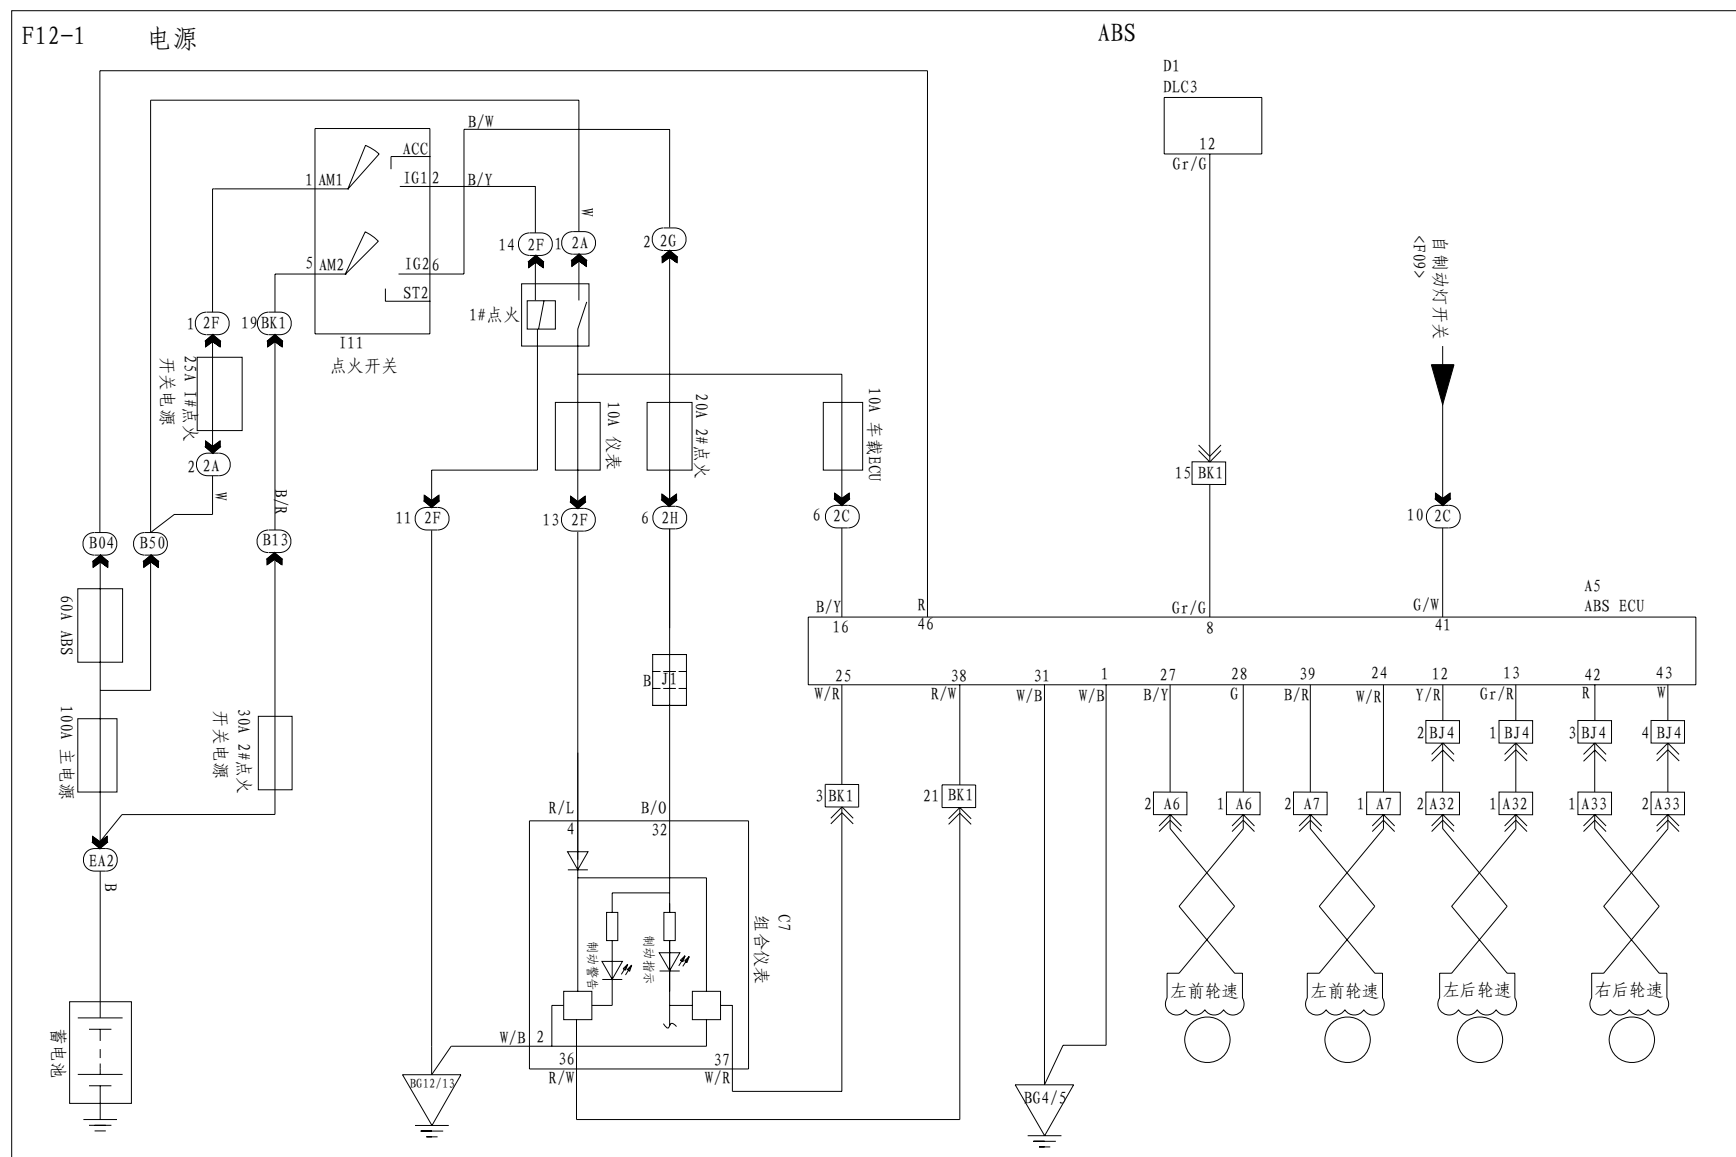 F12-1
电源
ABS
D1
DLC3
12
Gr/G
B/W
ACC
1
AM1
IG1
2
B/Y
W
14
2F
1
2A
2
2G
5
AM2
IG2
6
ST2
自制动灯开关
<F09>
1
2F
19
BK1
I11
点火开关
1#点火
25A 1#点火
开关电源
10A 仪表
20A 2#点火
10A 车载ECU
2
2A
W
B/R
15
BK1
11
2F
13
2F
6
2H
6
2C
10
2C
B04
B50
B13
60A ABS
A5
ABS ECU
B/Y
R
Gr/G
G/W
16
46
8
41
B
J1
25
38
31
1
27
28
39
24
12
13
42
43
W/R
R/W
W/B
W/B
B/Y
G
B/R
W/R
Y/R
Gr/R
R
W
100A 主电源
30A 2#点火
开关电源
2
BJ4
1
BJ4
3
BJ4
4
BJ4
3
BK1
21
BK1
2
A6
1
A6
2
A7
1
A7
2
A32
1
A32
1
A33
2
A33
R/L
B/O
4
32
EA2
B
C7
组合仪表
制动警告
制动指示
左前轮速
左前轮速
左后轮速
右后轮速
蓄电池
W/B
2
36
37
R/W
W/R
BG12/13
BG4/5